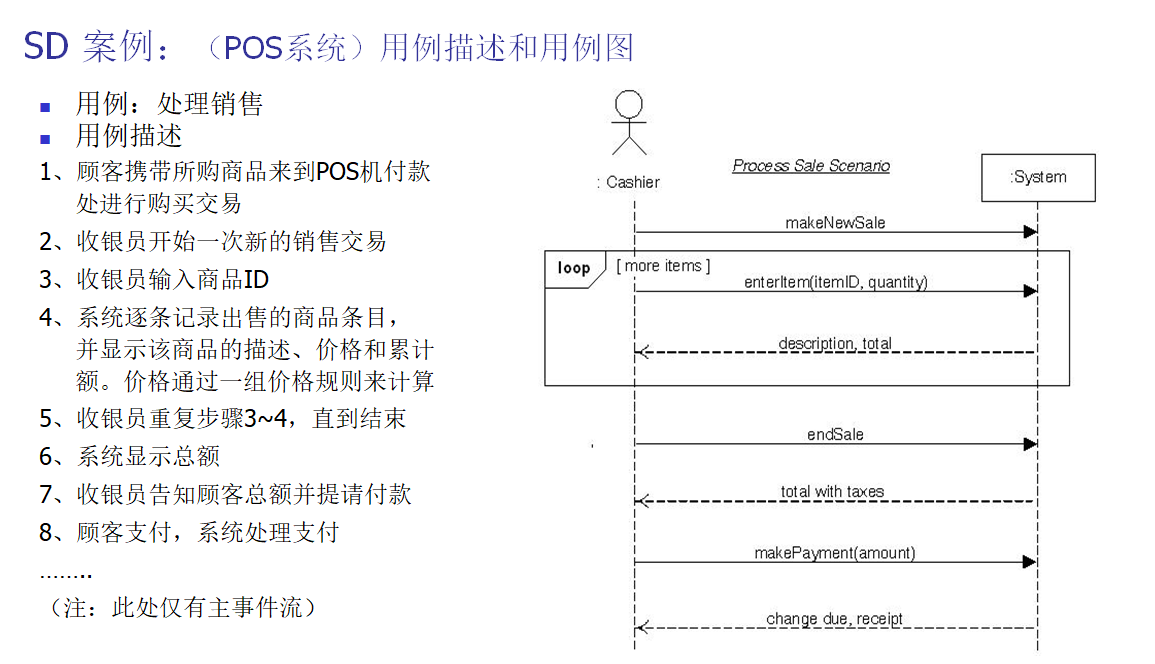 SD 案例：（POS系统）用例描述和用例图
■ 用例：处理销售
■ 用例描述
1、顾客携带所购商品来到POS机付款
处进行购买交易
2、收银员开始一次新的销售交易
3、收银员输入商品ID
4、系统逐条记录出售的商品条目，
并显示该商品的描述、价格和累计
额。价格通过一组价格规则来计算
5、收银员重复步骤3~4，直到结束
6、系统显示总额
7、收银员告知顾客总额并提请付款
8、顾客支付，系统处理支付
……..
（注：此处仅有主事件流）
: Cashier
Process Sale Scenario
:System
makeNewSale
loop
[ more items ]
enterItem(itemID, quantity)
description, total
endSale
total with taxes
makePayment(amount)
change due, receipt